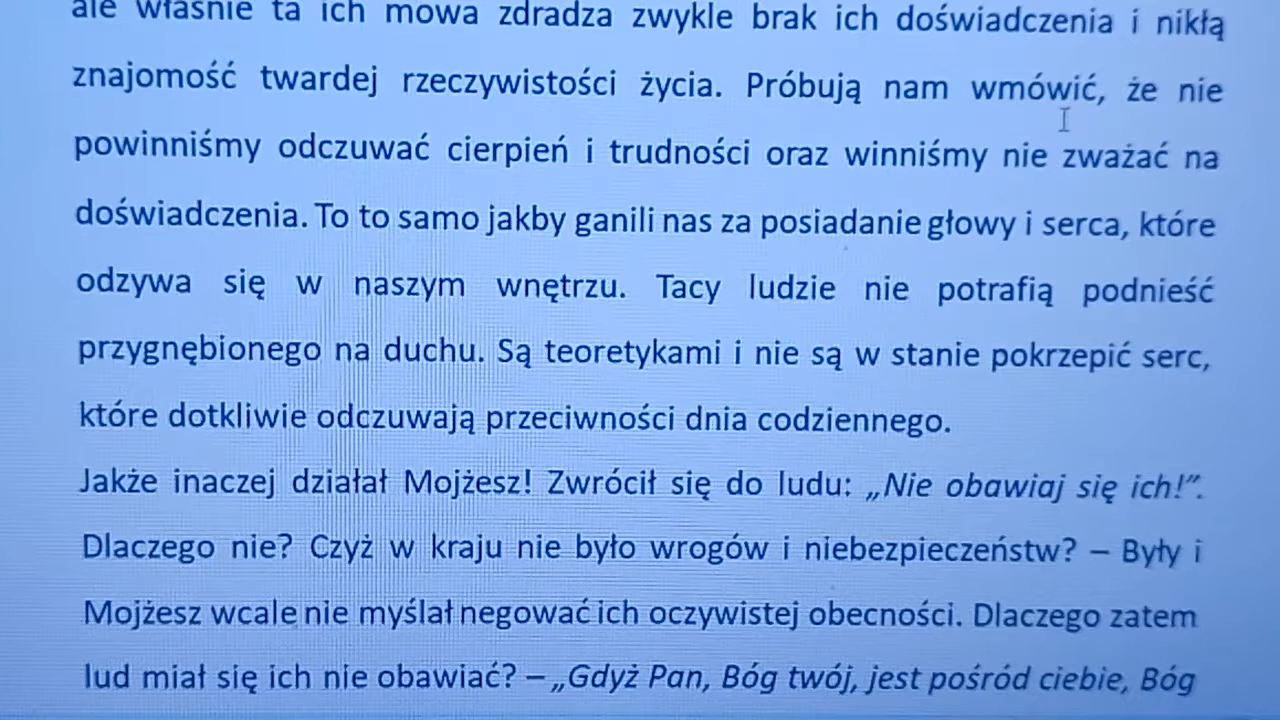 ale właśnie ta ich mowa zdradza zwykle brak ich doświadczenia i nikłą
znajomość twardej rzeczywistości życia. Próbują nam wmówić, że nie
powinniśmy odczuwać cierpień i trudności oraz winniśmy nie zważać na
doświadczenia. To to samo jakby ganili nas za posiadanie głowy i serca, które
odzywa się w naszym wnętrzu. Tacy ludzie nie potrafią podnieść
przygnębionego na duchu. Są teoretykami i nie są w stanie pokrzepić serc,
które dotkliwie odczuwają przeciwności dnia codziennego.
Jakże inaczej działał Mojżesz! Zwrócił się do ludu: „Nie obawiaj się ich!”.
Dlaczego nie? Czyż w kraju nie było wrogów i niebezpieczeństw? – Były i
Mojżesz wcale nie myślał negować ich oczywistej obecności. Dlaczego zatem
lud miał się ich nie obawiać? – „Gdyż Pan, Bóg twój, jest pośród ciebie, Bóg